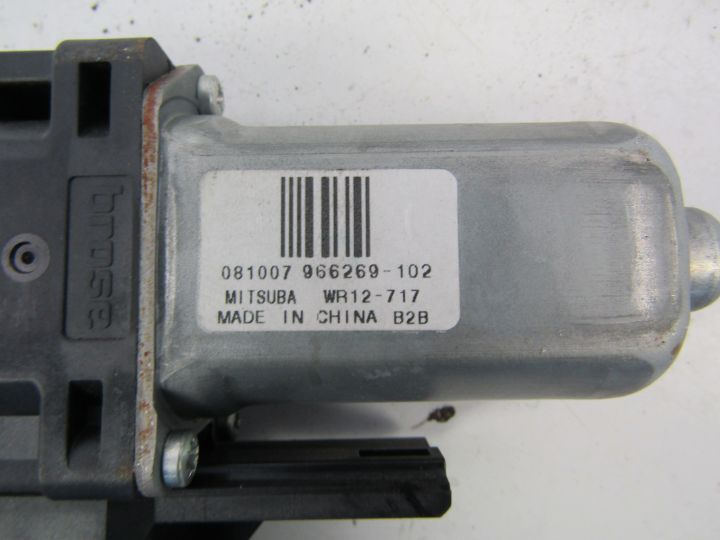 brose
081007 966269-102
MITSUBA WR12-717
MADE IN CHINA B2B